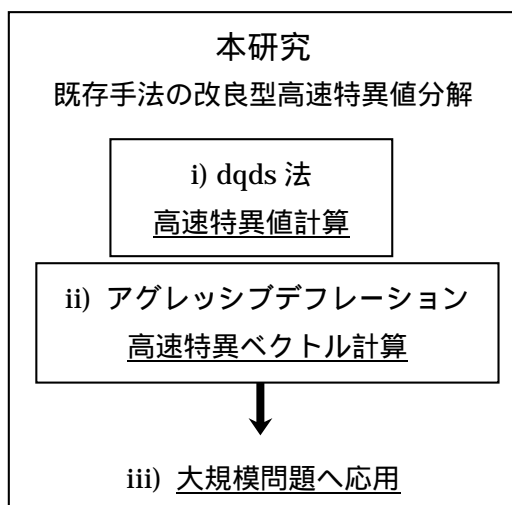 本研究
既存手法の改良型高速特異値分解
i) dqds 法
高速特異値計算
ii) アグレッシブデフレーション
高速特異ベクトル計算
iii) 大規模問題へ応用